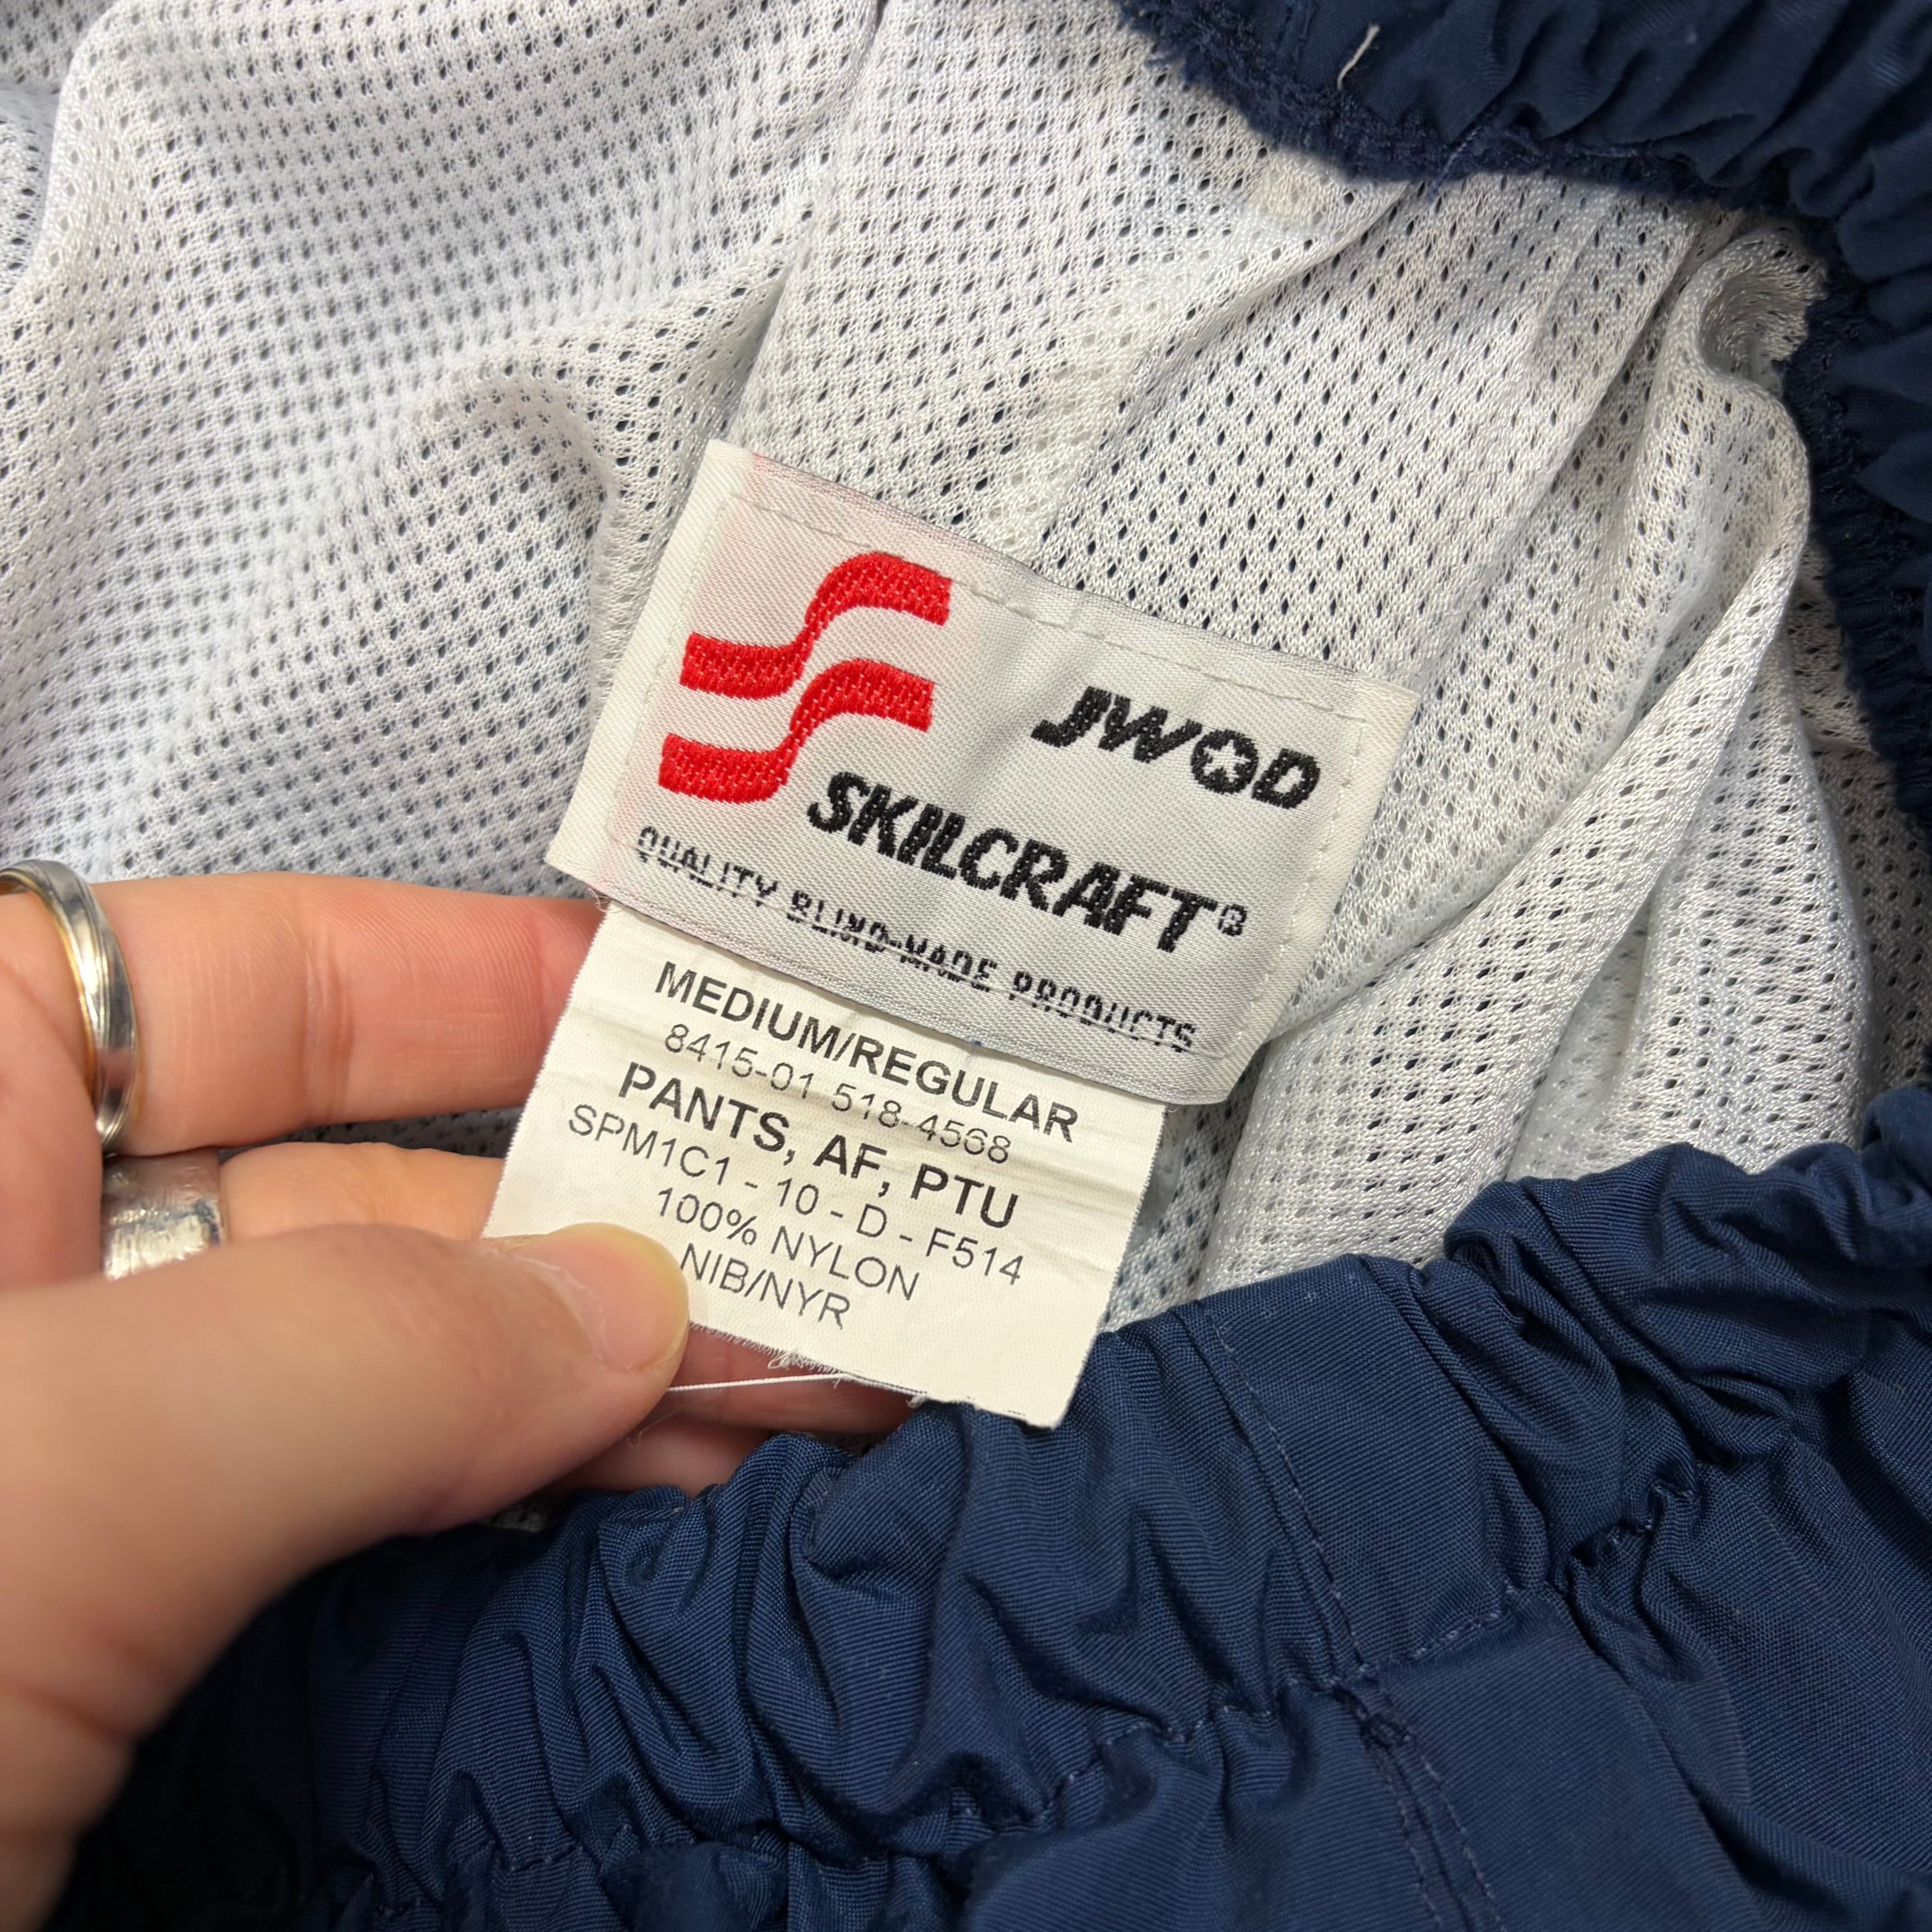 JWOD
SKILCRAFT®
QUALITY BLIND-MADE PRODUCTS
MEDIUM/REGULAR
8415-01 518-4568
PANTS, AF, PTU
SPM1C1 - 10 - D - F514
100% NYLON
NIB/NYR